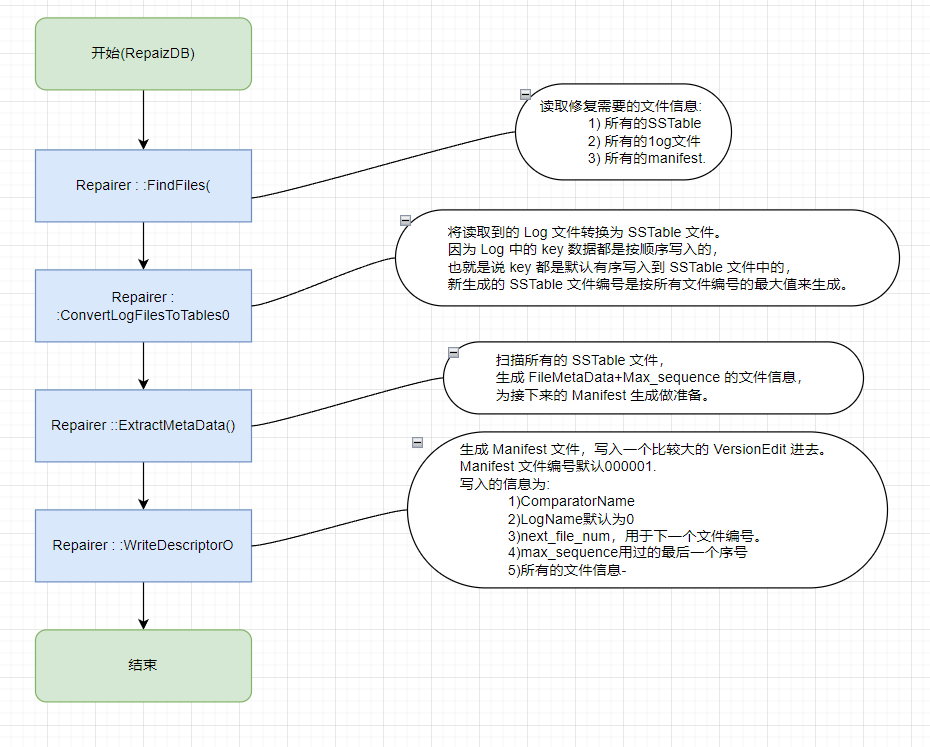 开始(RepaizDB)
读取修复需要的文件信息:
1) 所有的SSTable
2) 所有的1og文件
3) 所有的manifest.
Repairer : :FindFiles(
将读取到的 Log 文件转换为 SSTable 文件。
因为 Log 中的 key 数据都是按顺序写入的，
也就是说 key 都是默认有序写入到 SSTable 文件中的，
新生成的 SSTable 文件编号是按所有文件编号的最大值来生成。
Repairer :
:ConvertLogFilesToTables0
扫描所有的 SSTable 文件，
生成 FileMetaData+Max_sequence 的文件信息，
为接下来的 Manifest 生成做准备。
Repairer ::ExtractMetaData()
生成 Manifest 文件，写入一个比较大的 VersionEdit 进去。
Manifest 文件编号默认000001.
写入的信息为:
1)ComparatorName
2)LogName默认为0
3)next_file_num，用于下一个文件编号。
4)max_sequence用过的最后一个序号
5)所有的文件信息-
Repairer : :WriteDescriptorO
结束